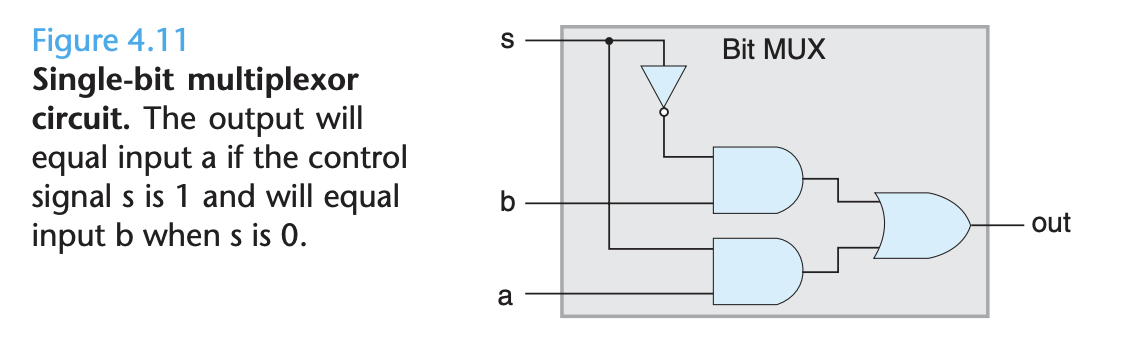 Figure 4.11
Single-bit multiplexor
circuit. The output will
equal input a if the control
signal s is 1 and will equal
input b when s is 0.
s
Bit MUX
b
out
a